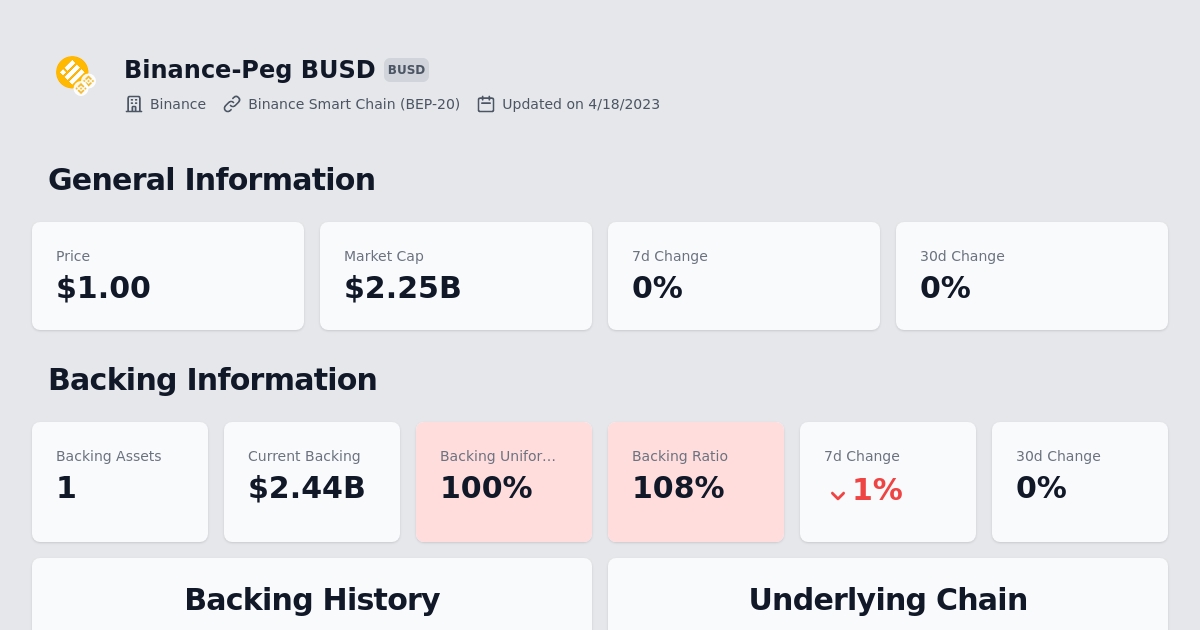 Binance-Peg BUSD BUSD
Binance Binance Smart Chain (BEP-20) Updated on 4/18/2023
General Information
Price Market Cap 7d Change 30d Change
$1.00 $2.25B 0% 0%
Backing Information
Backing Assets Current Backing Backing Unifor... Backing Ratio 7d Change 30d Change
1 $2.44B 100% 108% 1% 0%
Backing History Underlying Chain